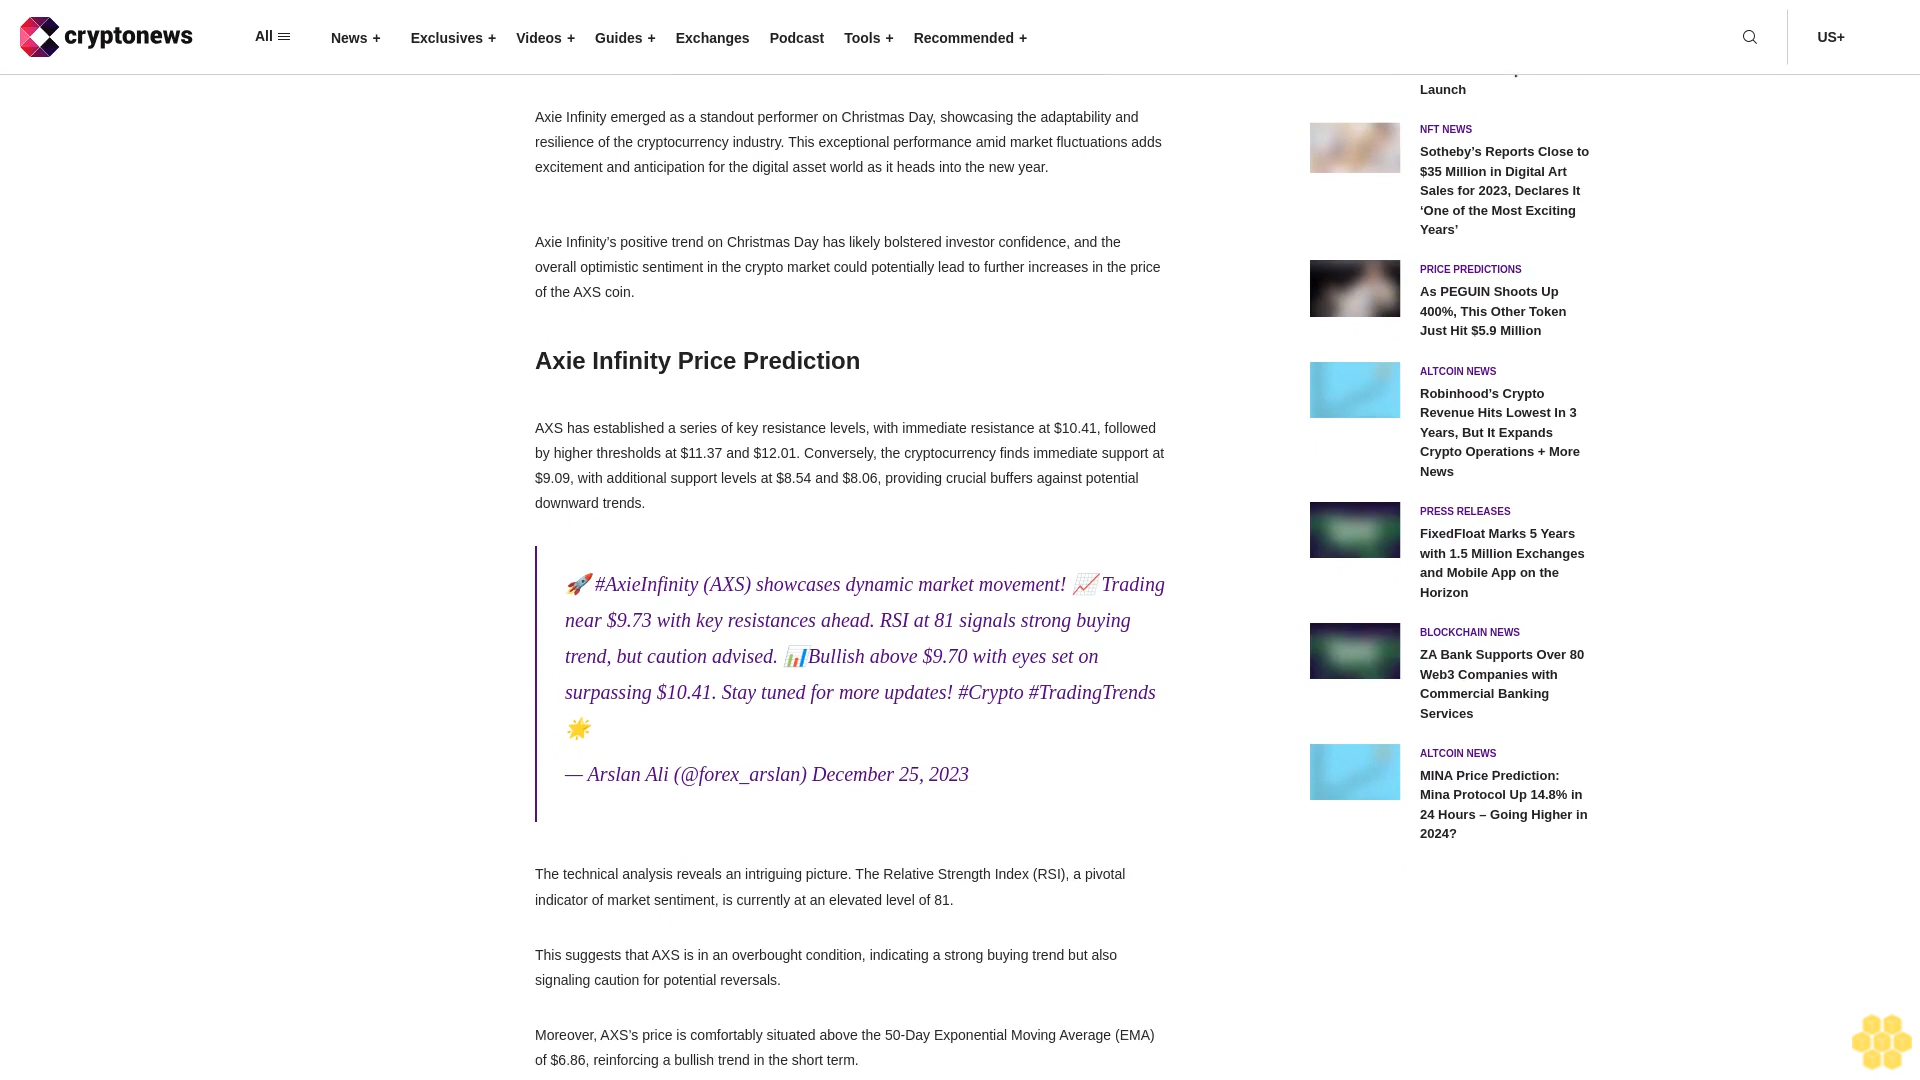 cryptonews
All
News +
Exclusives +
Videos +
Guides +
Exchanges
Podcast
Tools +
Recommended +
US+
Axie Infinity emerged as a standout performer on Christmas Day, showcasing the adaptability and
resilience of the cryptocurrency industry. This exceptional performance amid market fluctuations adds
excitement and anticipation for the digital asset world as it heads into the new year.
Axie Infinity’s positive trend on Christmas Day has likely bolstered investor confidence, and the
overall optimistic sentiment in the crypto market could potentially lead to further increases in the price
of the AXS coin.
Axie Infinity Price Prediction
AXS has established a series of key resistance levels, with immediate resistance at $10.41, followed
by higher thresholds at $11.37 and $12.01. Conversely, the cryptocurrency finds immediate support at
$9.09, with additional support levels at $8.54 and $8.06, providing crucial buffers against potential
downward trends.
🚀 #AxieInfinity (AXS) showcases dynamic market movement! 📈 Trading
near $9.73 with key resistances ahead. RSI at 81 signals strong buying
trend, but caution advised. 📊 Bullish above $9.70 with eyes set on
surpassing $10.41. Stay tuned for more updates! #Crypto #TradingTrends
🌟
— Arslan Ali (@forex_arslan) December 25, 2023
The technical analysis reveals an intriguing picture. The Relative Strength Index (RSI), a pivotal
indicator of market sentiment, is currently at an elevated level of 81.
This suggests that AXS is in an overbought condition, indicating a strong buying trend but also
signaling caution for potential reversals.
Moreover, AXS’s price is comfortably situated above the 50-Day Exponential Moving Average (EMA)
of $6.86, reinforcing a bullish trend in the short term.
Launch
NFT NEWS
Sotheby’s Reports Close to
$35 Million in Digital Art
Sales for 2023, Declares It
‘One of the Most Exciting
Years’
PRICE PREDICTIONS
As PEGUIN Shoots Up
400%, This Other Token
Just Hit $5.9 Million
ALTCOIN NEWS
Robinhood’s Crypto
Revenue Hits Lowest In 3
Years, But It Expands
Crypto Operations + More
News
PRESS RELEASES
FixedFloat Marks 5 Years
with 1.5 Million Exchanges
and Mobile App on the
Horizon
BLOCKCHAIN NEWS
ZA Bank Supports Over 80
Web3 Companies with
Commercial Banking
Services
ALTCOIN NEWS
MINA Price Prediction:
Mina Protocol Up 14.8% in
24 Hours – Going Higher in
2024?